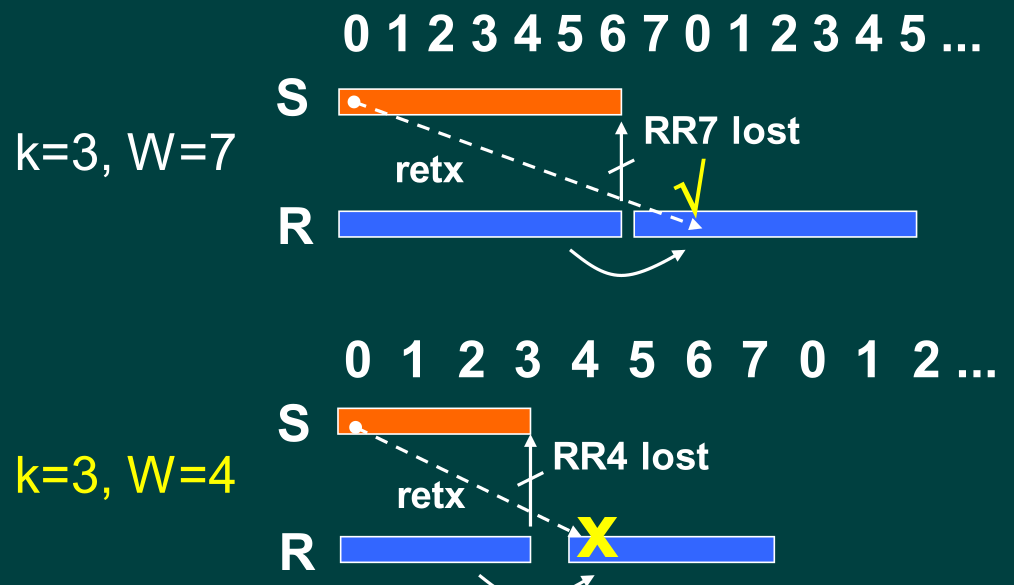 0 1 2 3 4 5 6 7 0 1 2 3 4 5 ...
S
RR7 lost
k=3, W=7
retx
√
R
0 1 2 3 4 5 6 7 0 1 2 ...
S
RR4 lost
k=3, W=4
retx
X
R